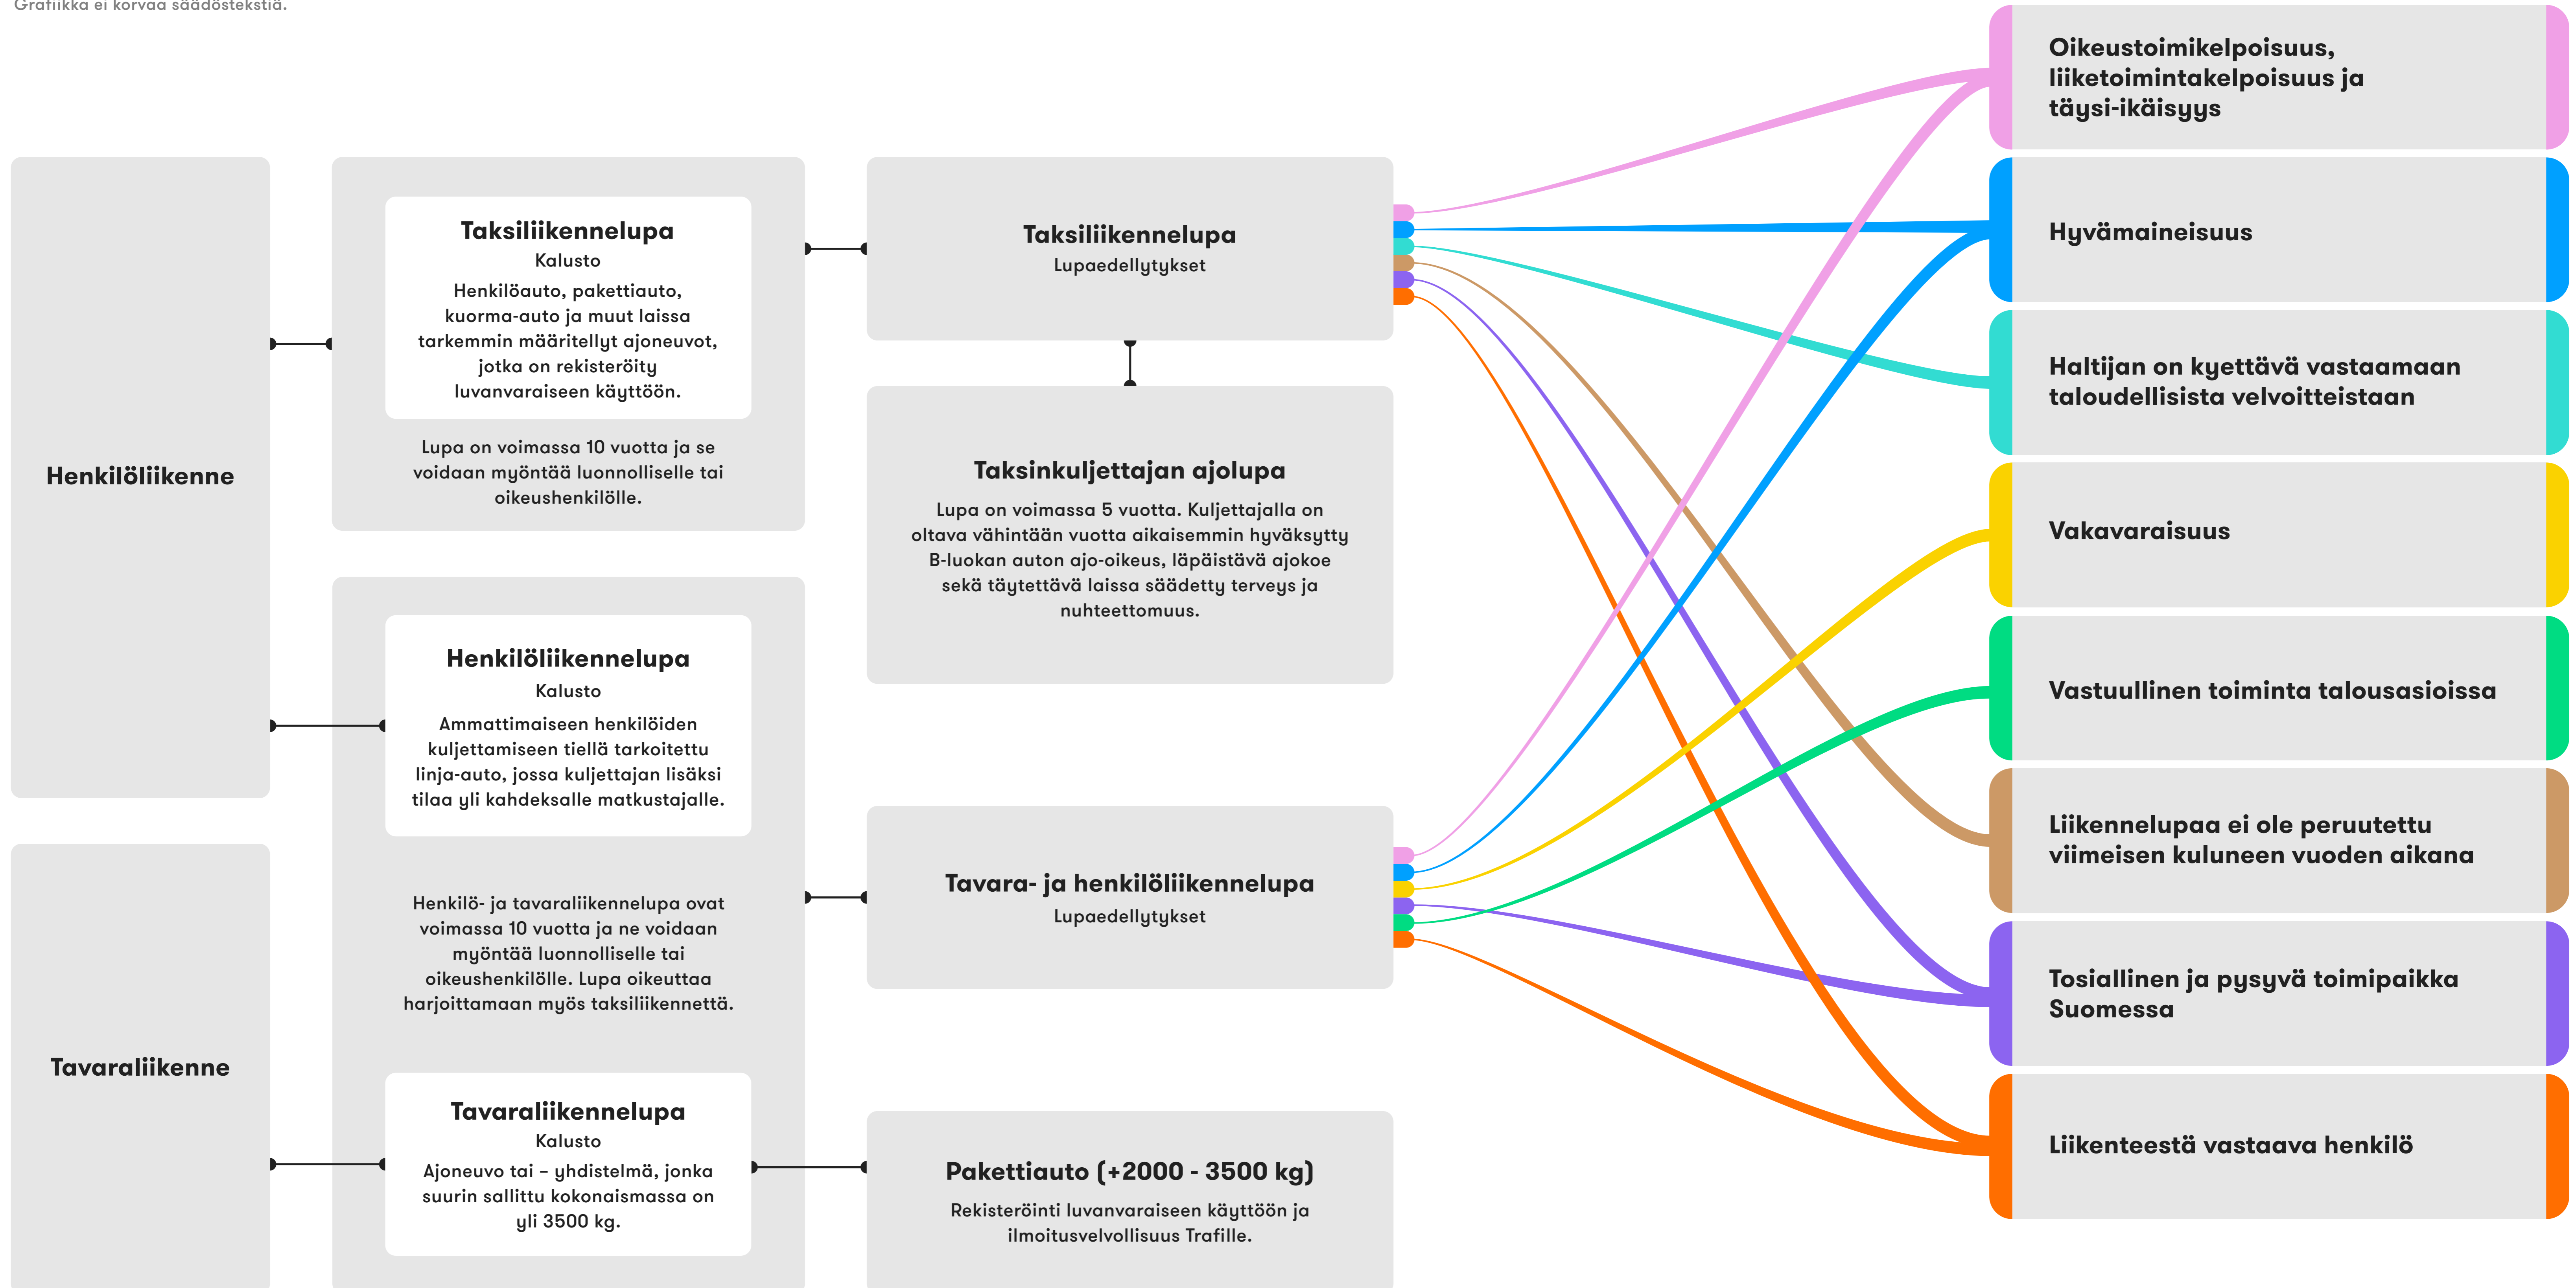 Grafiikka ei korvaa säädöstekstiä.
Henkilöliikenne
Taksiliikennelupa
Kalusto
Henkilöauto, pakettiauto,
kuorma-auto ja muut laissa
tarkemmin määritellyt ajoneuvot,
jotka on rekisteröity
luvanvaraiseen käyttöön.
Lupa on voimassa 10 vuotta ja se
voidaan myöntää luonnolliselle tai
oikeushenkilölle.
Henkilöliikennelupa
Kalusto
Ammattimaiseen henkilöiden
kuljettamiseen tiellä tarkoitettu
linja-auto, jossa kuljettajan lisäksi
tilaa yli kahdeksalle matkustajalle.
Henkilö- ja tavaraliikennelupa ovat
voimassa 10 vuotta ja ne voidaan
myöntää luonnolliselle tai
oikeushenkilölle. Lupa oikeuttaa
harjoittamaan myös taksiliikennettä.
Tavaraliikenne
Tavaraliikennelupa
Kalusto
Ajoneuvo tai – yhdistelmä, jonka
suurin sallittu kokonaismassa on
yli 3500 kg.
Taksiliikennelupa
Lupaedellytykset
Taksinkuljettajan ajolupa
Lupa on voimassa 5 vuotta. Kuljettajalla on
oltava vähintään vuotta aikaisemmin hyväksytty
B-luokan auton ajo-oikeus, läpäistävä ajokoe
sekä täytettävä laissa säädetty terveys ja
nuhteettomuus.
Tavara- ja henkilöliikennelupa
Lupaedellytykset
Pakettiauto (+2000 - 3500 kg)
Rekisteröinti luvanvaraiseen käyttöön ja
ilmoitusvelvollisuus Trafille.
Oikeustoimikelpoisuus,
liiketoimintakelpoisuus ja
täysi-ikäisyys
Hyvämaineisuus
Haltijan on kyettävä vastaamaan
taloudellisista velvoitteistaan
Vakavaraisuus
Vastuullinen toiminta talousasioissa
Liikennelupaa ei ole peruutettu
viimeisen kuluneen vuoden aikana
Tosiallinen ja pysyvä toimipaikka
Suomessa
Liikenteestä vastaava henkilö